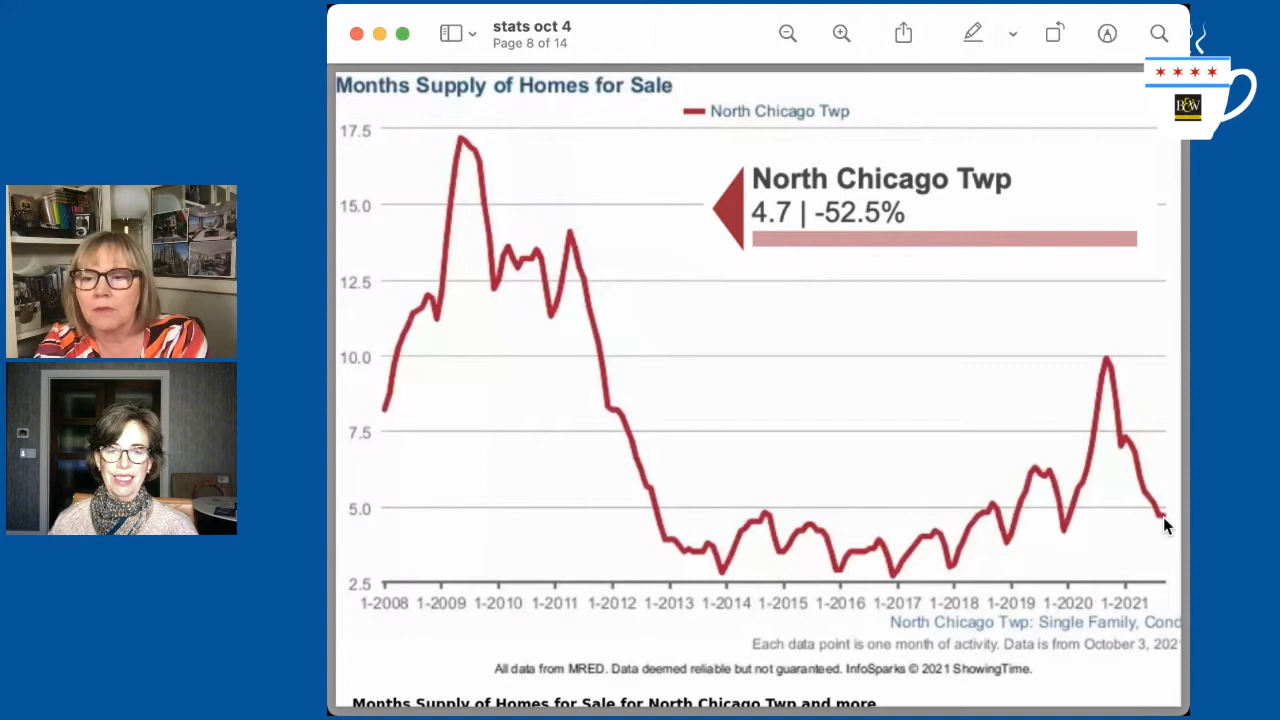 stats oct 4
Page 8 of 14
B&W
Months Supply of Homes for Sale
North Chicago Twp
17.5
15.0
12.5
10.0
7.5
5.0
2.5
North Chicago Twp
4.7 | -52.5%
1-2008 1-2009 1-2010 1-2011 1-2012 1-2013 1-2014 1-2015 1-2016 1-2017 1-2018 1-2019 1-2020 1-2021
North Chicago Twp: Single Family, Cond
Each data point is one month of activity. Data is from October 3, 202
All data from MRED. Data deemed reliable but not guaranteed. InfoSparks © 2021 ShowingTime.
Months Supply of Homes for Sale for North Chicago Twp and more